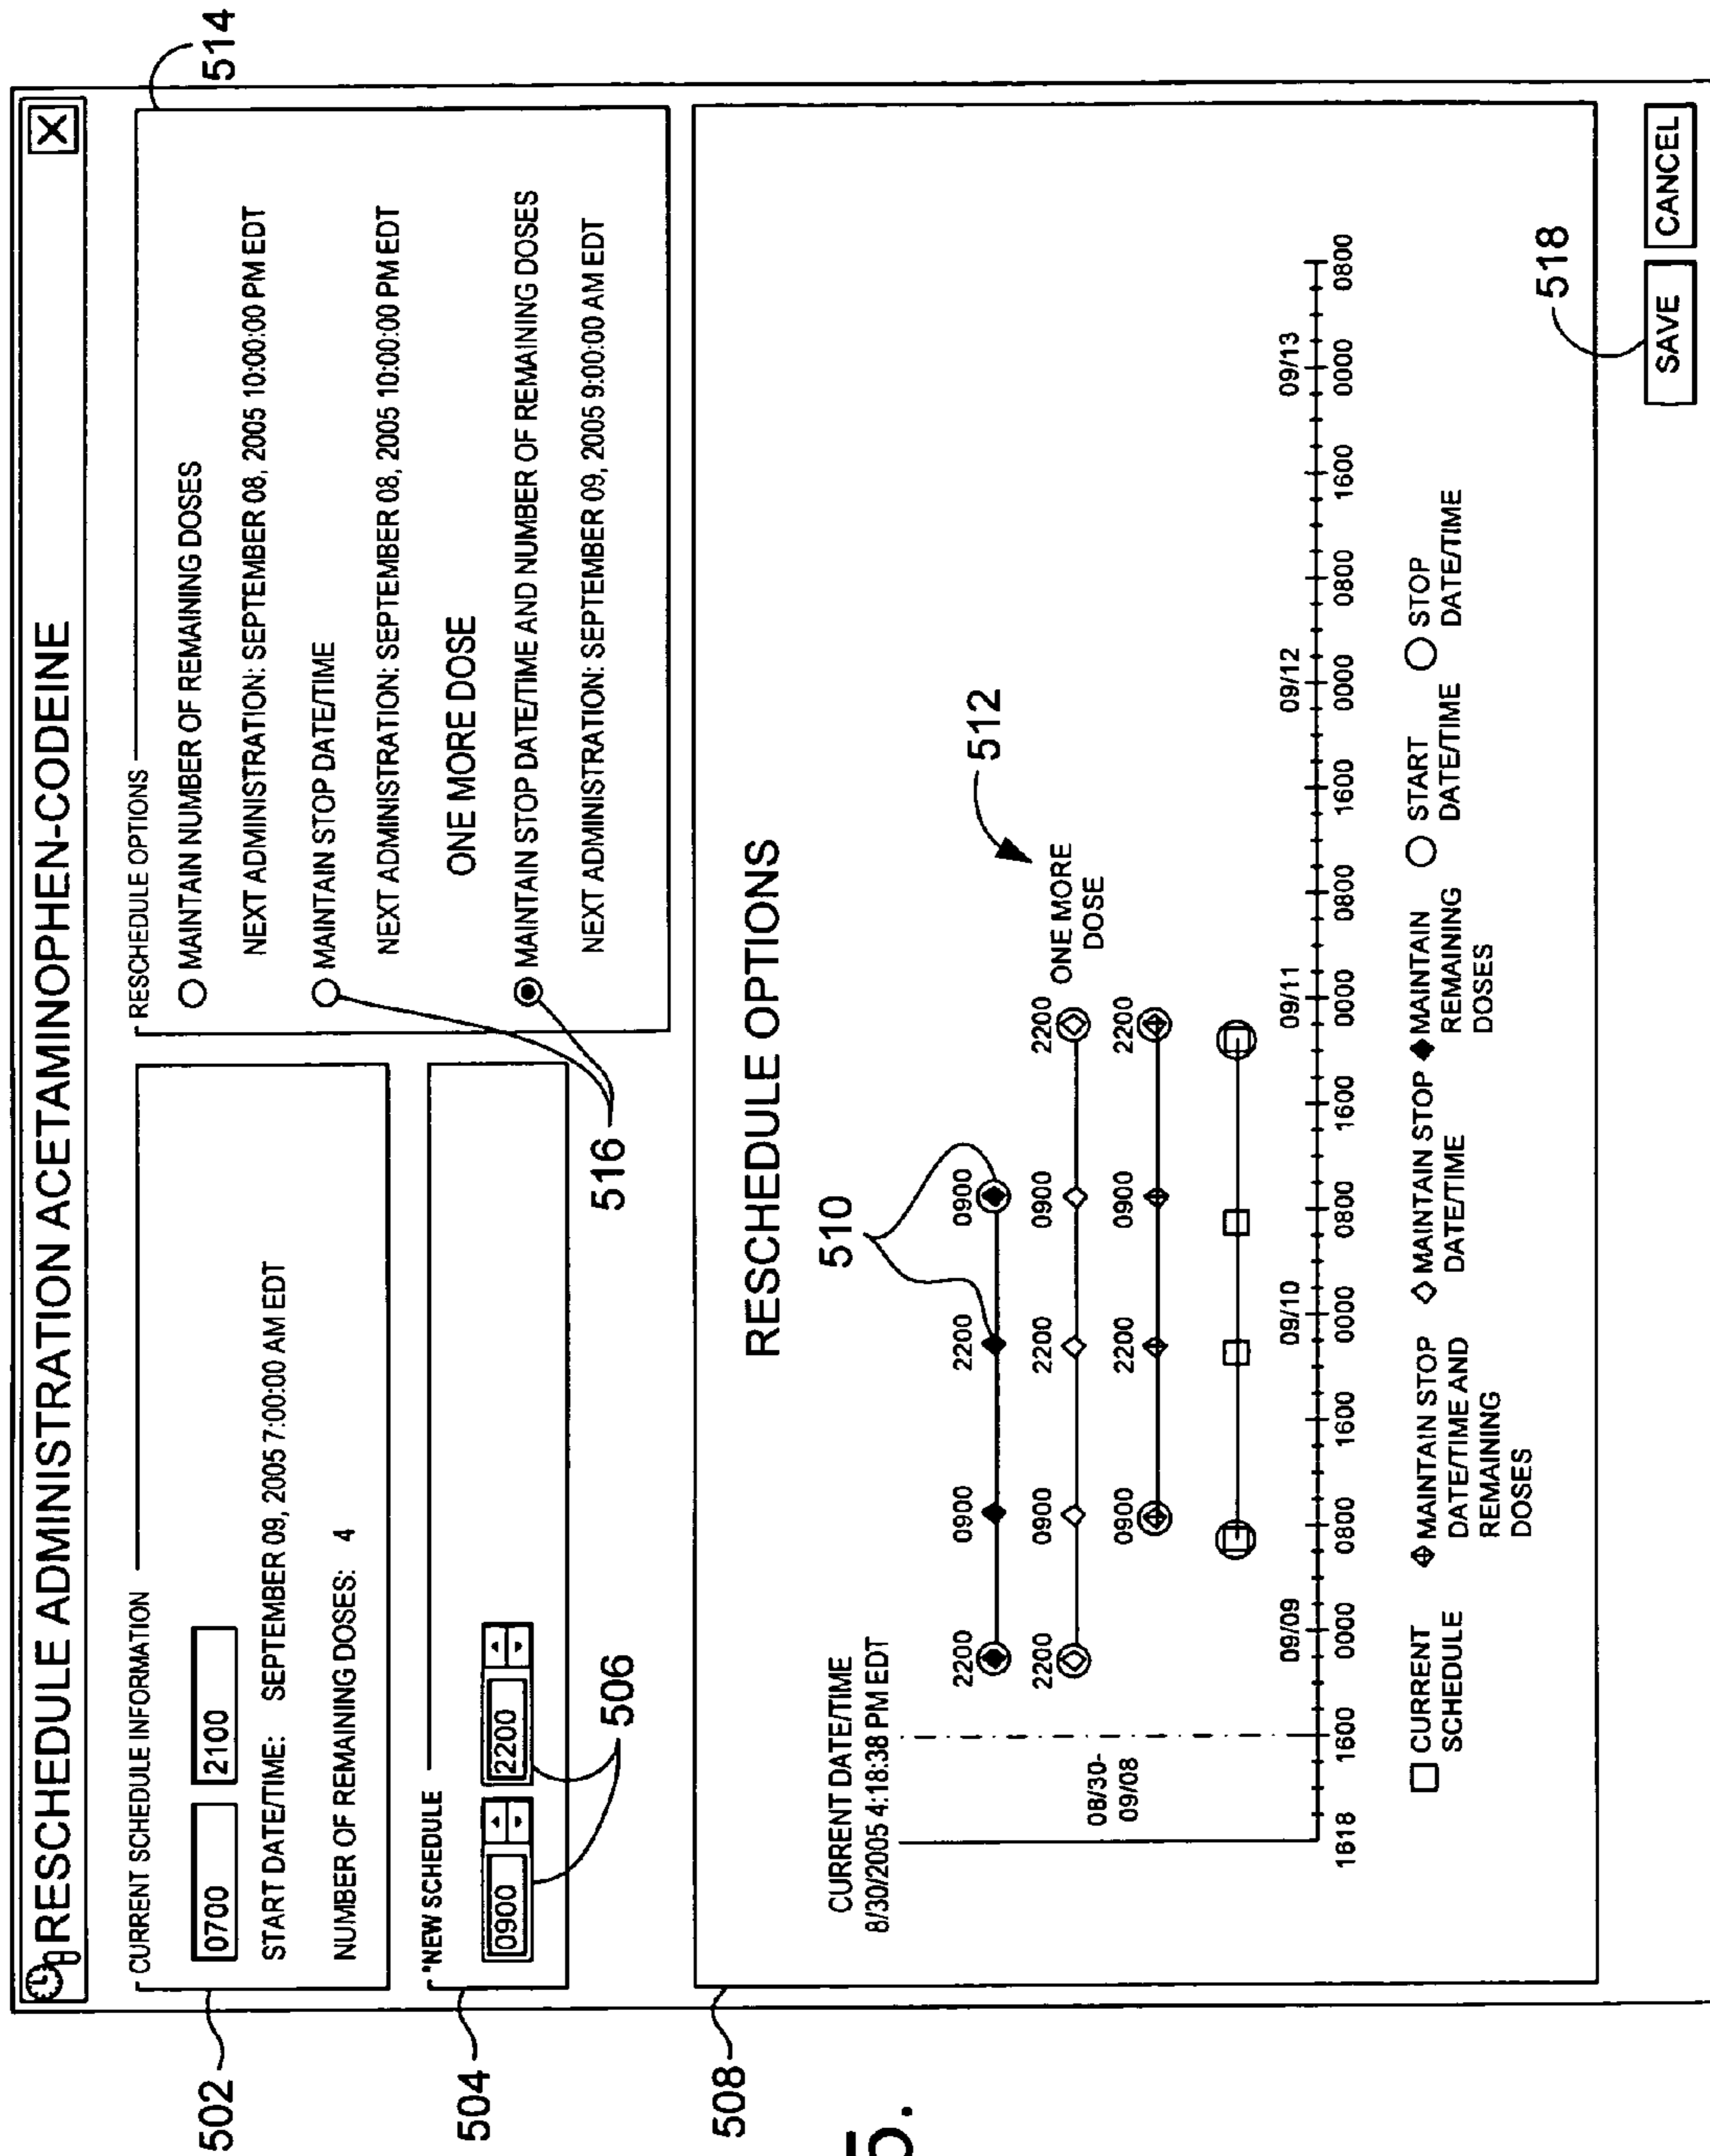 RESCHEDULE ADMINISTRATION ACETAMINOPHEN-CODEINE
X
502
CURRENT SCHEDULE INFORMATION
0700 2100
START DATE/TIME: SEPTEMBER 09, 2005 7:00:00 AM EDT
NUMBER OF REMAINING DOSES: 4
504
*NEW SCHEDULE
0900 2200
506
514
RESCHEDULE OPTIONS
MAINTAIN NUMBER OF REMAINING DOSES
NEXT ADMINISTRATION: SEPTEMBER 08, 2005 10:00:00 PM EDT
MAINTAIN STOP DATE/TIME
NEXT ADMINISTRATION: SEPTEMBER 08, 2005 10:00:00 PM EDT
ONE MORE DOSE
MAINTAIN STOP DATE/TIME AND NUMBER OF REMAINING DOSES
NEXT ADMINISTRATION: SEPTEMBER 09, 2005 9:00:00 AM EDT
516
508
RESCHEDULE OPTIONS
510
512
CURRENT DATE/TIME
8/30/2005 4:18:38 PM EDT
2200 0900 2200 0900
2200 0900 2200 0900 2200
ONE MORE
DOSE
0900 2200 0900 2200
08/30-
09/08
09/09 09/10 09/11 09/12 09/13
1618 1600 0000 0800 1600 0000 0800 1600 0000 0800 1600 0000 0800 1600 0000 0800
CURRENT
SCHEDULE
MAINTAIN STOP
DATE/TIME AND
REMAINING
DOSES
MAINTAIN STOP
DATE/TIME
MAINTAIN
REMAINING
DOSES
START
DATE/TIME
STOP
DATE/TIME
518
SAVE CANCEL
5.